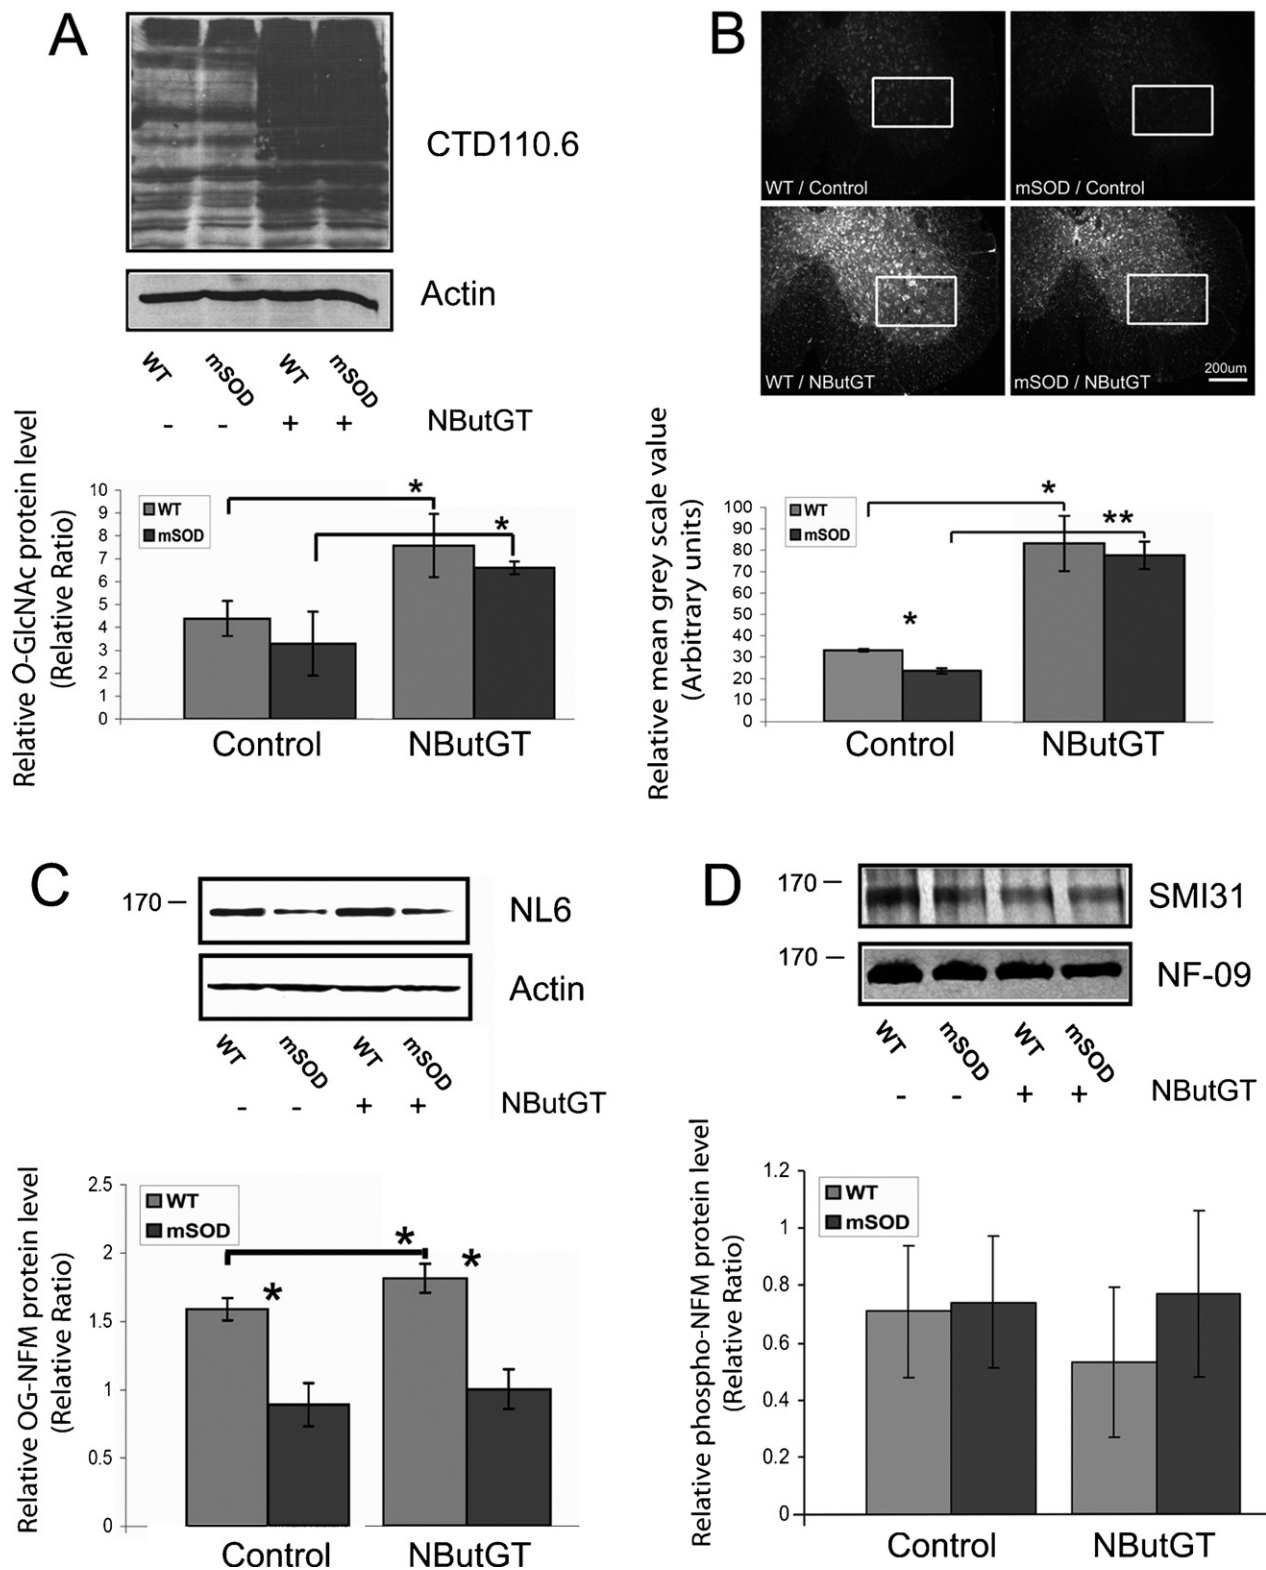 A
CTD110.6
Actin
WT mSOD WT mSOD
- - + + NButGT
Relative O-GlcNAc protein level
(Relative Ratio)
10
9
8
7
6
5
4
3
2
1
0
WT
mSOD
*
*
Control NButGT
B
WT / Control
mSOD / Control
WT / NButGT
mSOD / NButGT
200um
Relative mean grey scale value
(Arbitrary units)
100
90
80
70
60
50
40
30
20
10
0
WT
mSOD
*
**
*
Control NButGT
C
170
NL6
Actin
WT mSOD WT mSOD
- - + + NButGT
Relative OG-NFM protein level
(Relative Ratio)
2.5
2
1.5
1
0.5
0
WT
mSOD
*
*
*
Control NButGT
D
170
SMI31
170
NF-09
WT mSOD WT mSOD
- - + + NButGT
Relative phospho-NFM protein level
(Relative Ratio)
1.2
1
0.8
0.6
0.4
0.2
0
WT
mSOD
Control NButGT